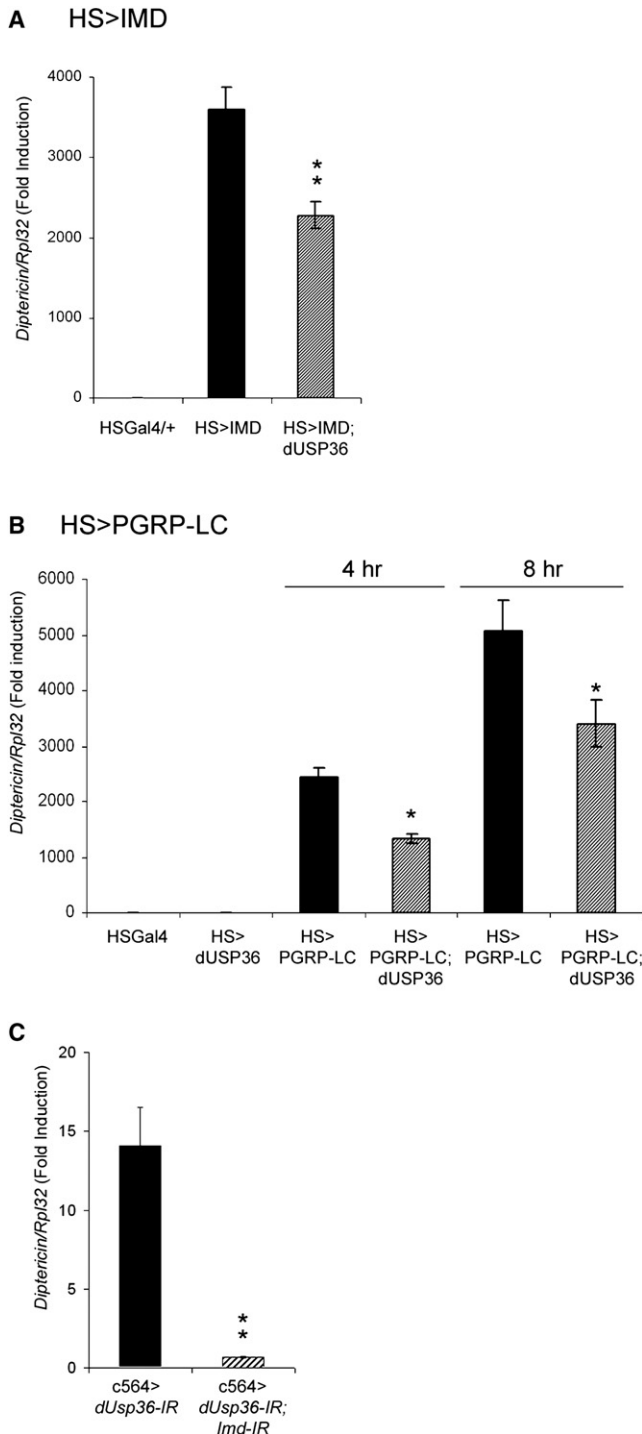 A HS>IMD
Diptericin/Rpl32 (Fold Induction)
4000
3000
2000
1000
0
*
*
HSGal4/+ HS>IMD HS>IMD;
dUSP36
B HS>PGRP-LC
Diptericin/Rpl32 (Fold induction)
4 hr 8 hr
6000
5000
4000
3000
2000
1000
0
* *
HSGal4 HS> HS> HS> HS> HS>
dUSP36 PGRP-LC PGRP-LC; PGRP-LC PGRP-LC;
dUSP36 dUSP36
C
Diptericin/Rpl32 (Fold Induction)
20
15
10
5
0
*
*
c564> c564>
dUsp36-IR dUsp36-IR;
Imd-IR